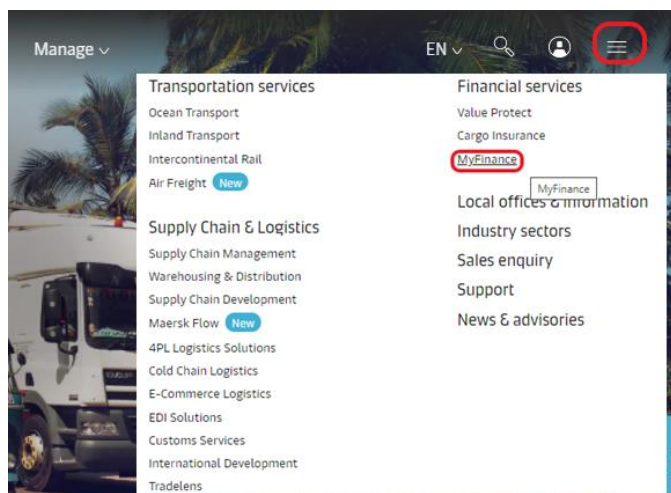 Manage
EN
Transportation services
Ocean Transport
Inland Transport
Intercontinental Rail
Air Freight New
Supply Chain & Logistics
Supply Chain Management
Warehousing & Distribution
Supply Chain Development
Maersk Flow New
4PL Logistics Solutions
Cold Chain Logistics
E-Commerce Logistics
EDI Solutions
Customs Services
International Development
Tradelens
Financial services
Value Protect
Cargo Insurance
MyFinance
MyFinance
Local offices & information
Industry sectors
Sales enquiry
Support
News & advisories